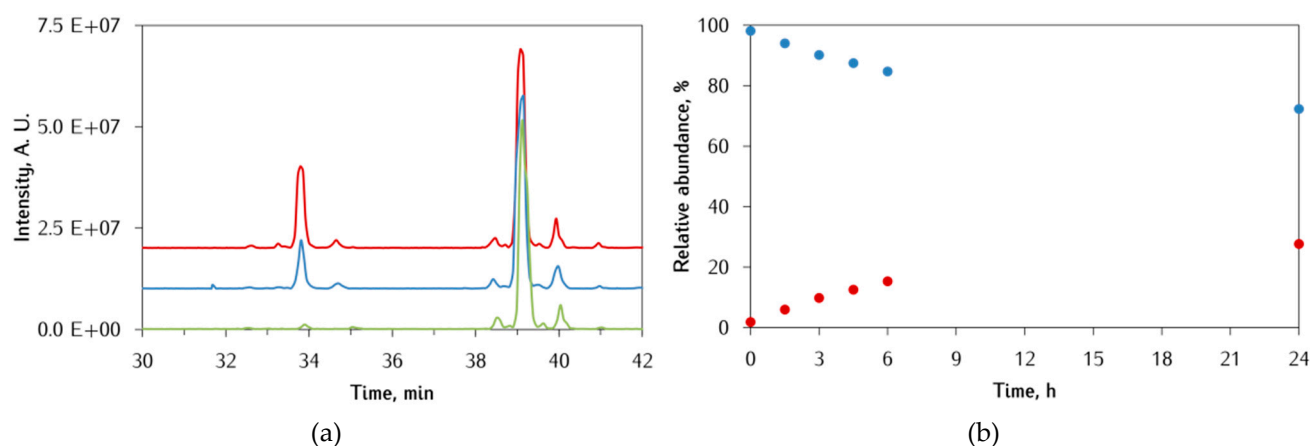 Intensity, A. U.
7.5 E+07
5.0 E+07
2.5 E+07
0.0 E+00
30 32 34 36 38 40 42
Time, min
(a)
Relative abundance, %
100
80
60
40
20
0
0 3 6 9 12 15 18 21 24
Time, h
(b)